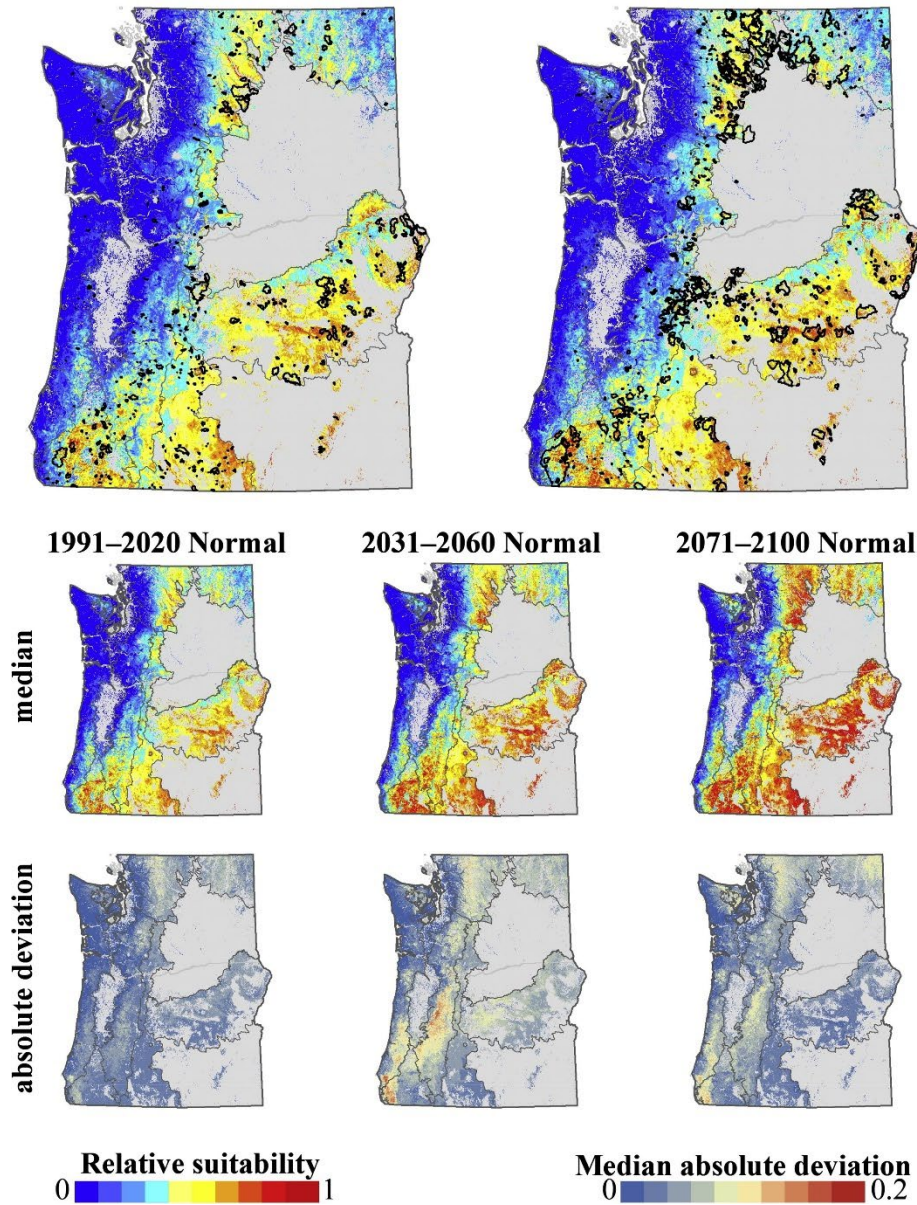 1991–2020 Normal 2031–2060 Normal 2071–2100 Normal
median
absolute deviation
Relative suitability
0 1
Median absolute deviation
0 0.2